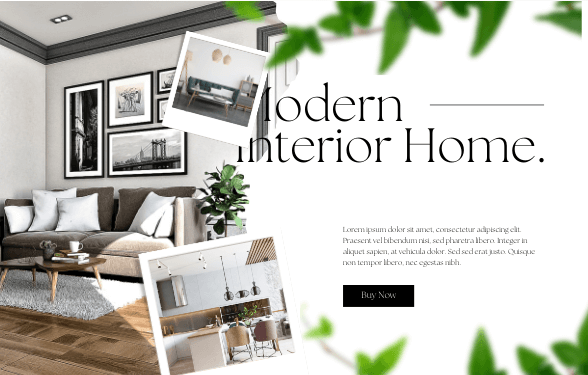 Modern
Interior Home.
Lorem ipsum dolor sit amet, consectetur adipiscing elit.
Praesent vel bibendum nisi, sed pharetra libero. Integer in
aliquet sapien, at vehicula dolor. Sed sed erat justo. Quisque
non tempor libero, nec egestas nibh.
Buy Now